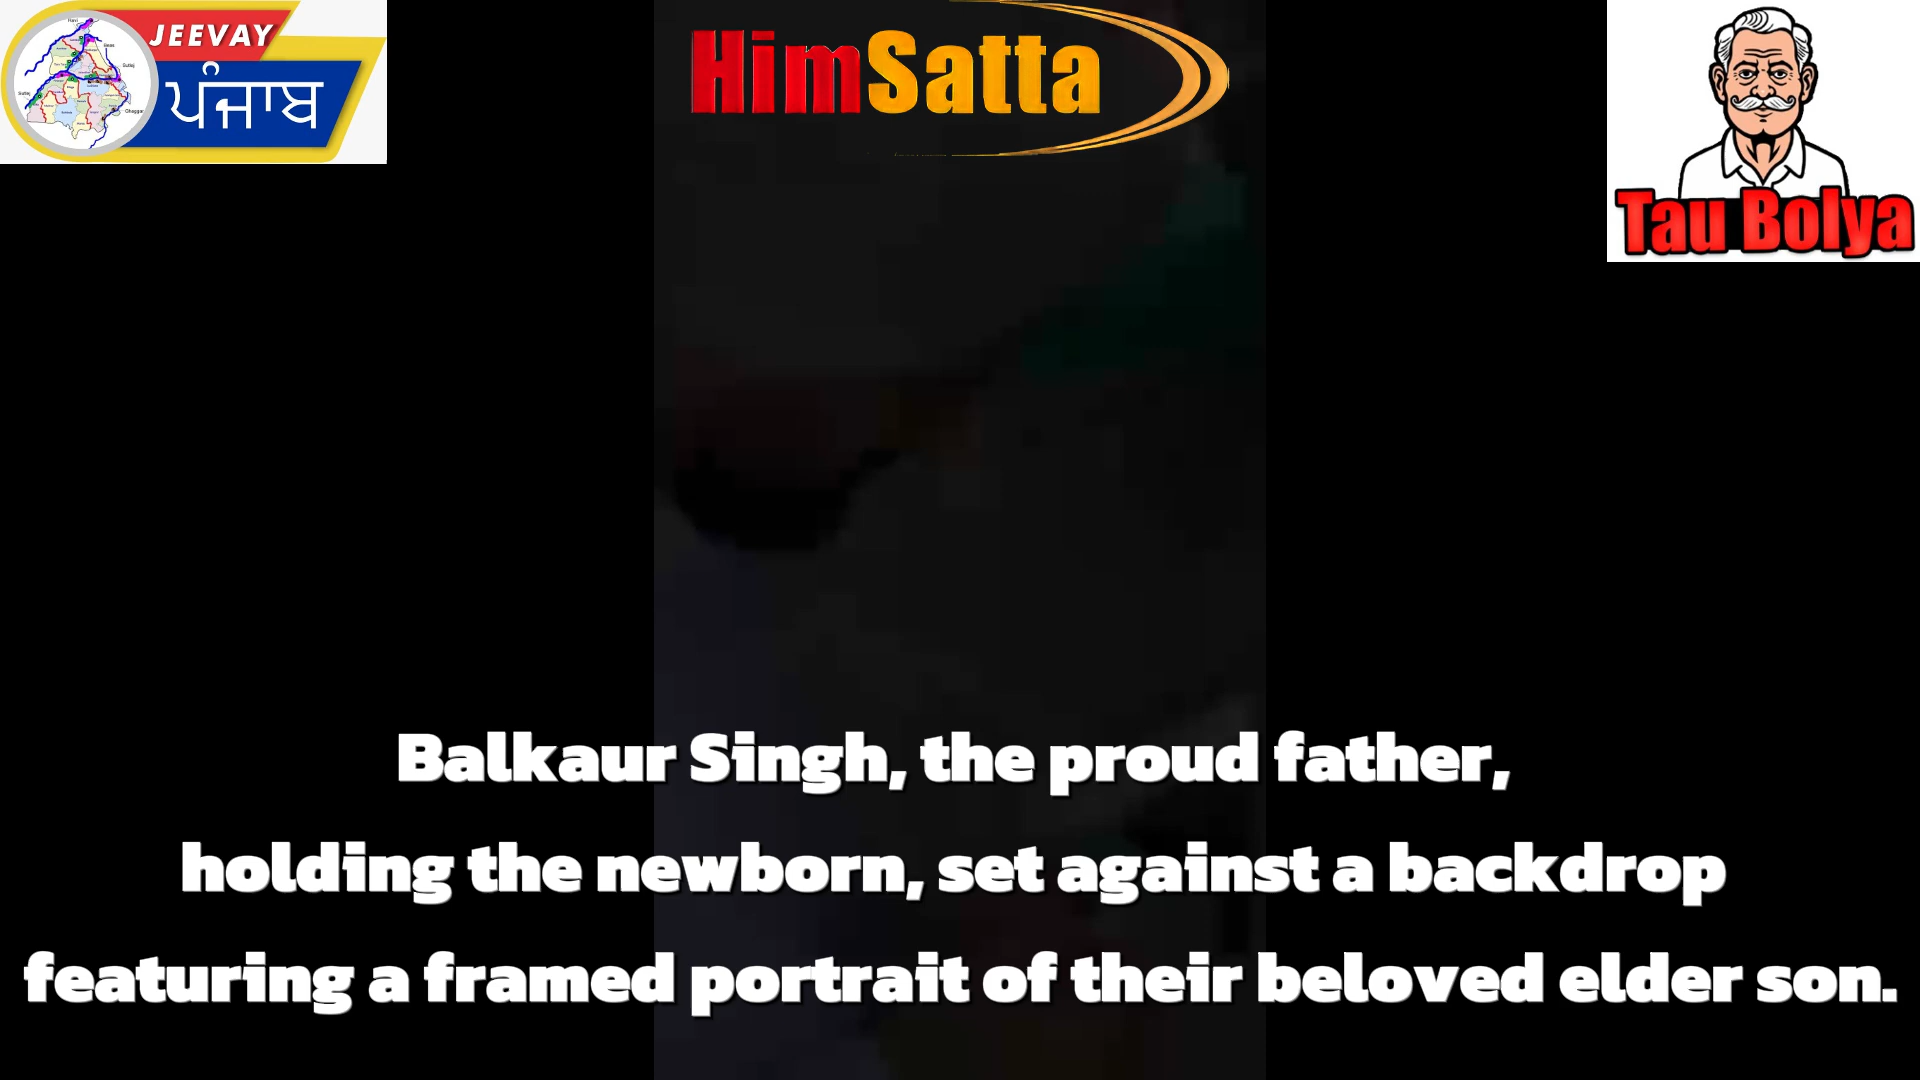 JEEVAY
ਪੰਜਾਬ
HimSatta
Tau Bolya
Balkaur Singh, the proud father,
holding the newborn, set against a backdrop
featuring a framed portrait of their beloved elder son.